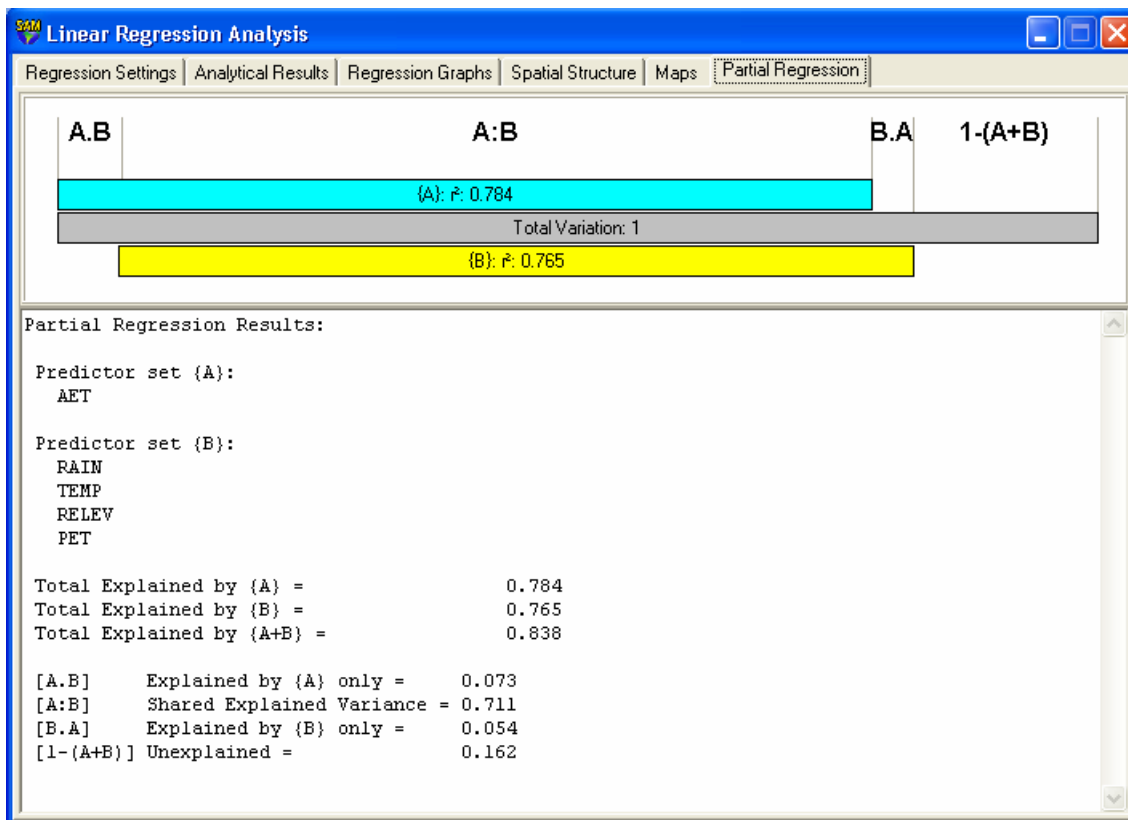 SAM Linear Regression Analysis
Regression Settings Analytical Results Regression Graphs Spatial Structure Maps Partial Regression
A.B A:B B.A 1-(A+B)
{A}: r²: 0.784
Total Variation: 1
{B}: r²: 0.765
Partial Regression Results:
Predictor set {A}:
AET
Predictor set {B}:
RAIN
TEMP
RELEV
PET
Total Explained by {A} = 0.784
Total Explained by {B} = 0.765
Total Explained by {A+B} = 0.838
[A.B] Explained by {A} only = 0.073
[A:B] Shared Explained Variance = 0.711
[B.A] Explained by {B} only = 0.054
[1-(A+B)] Unexplained = 0.162